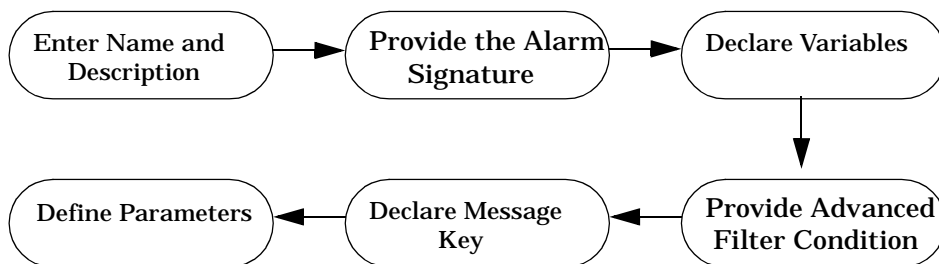 Enter Name and
Description
Provide the Alarm
Signature
Declare Variables
Provide Advanced
Filter Condition
Declare Message
Key
Define Parameters